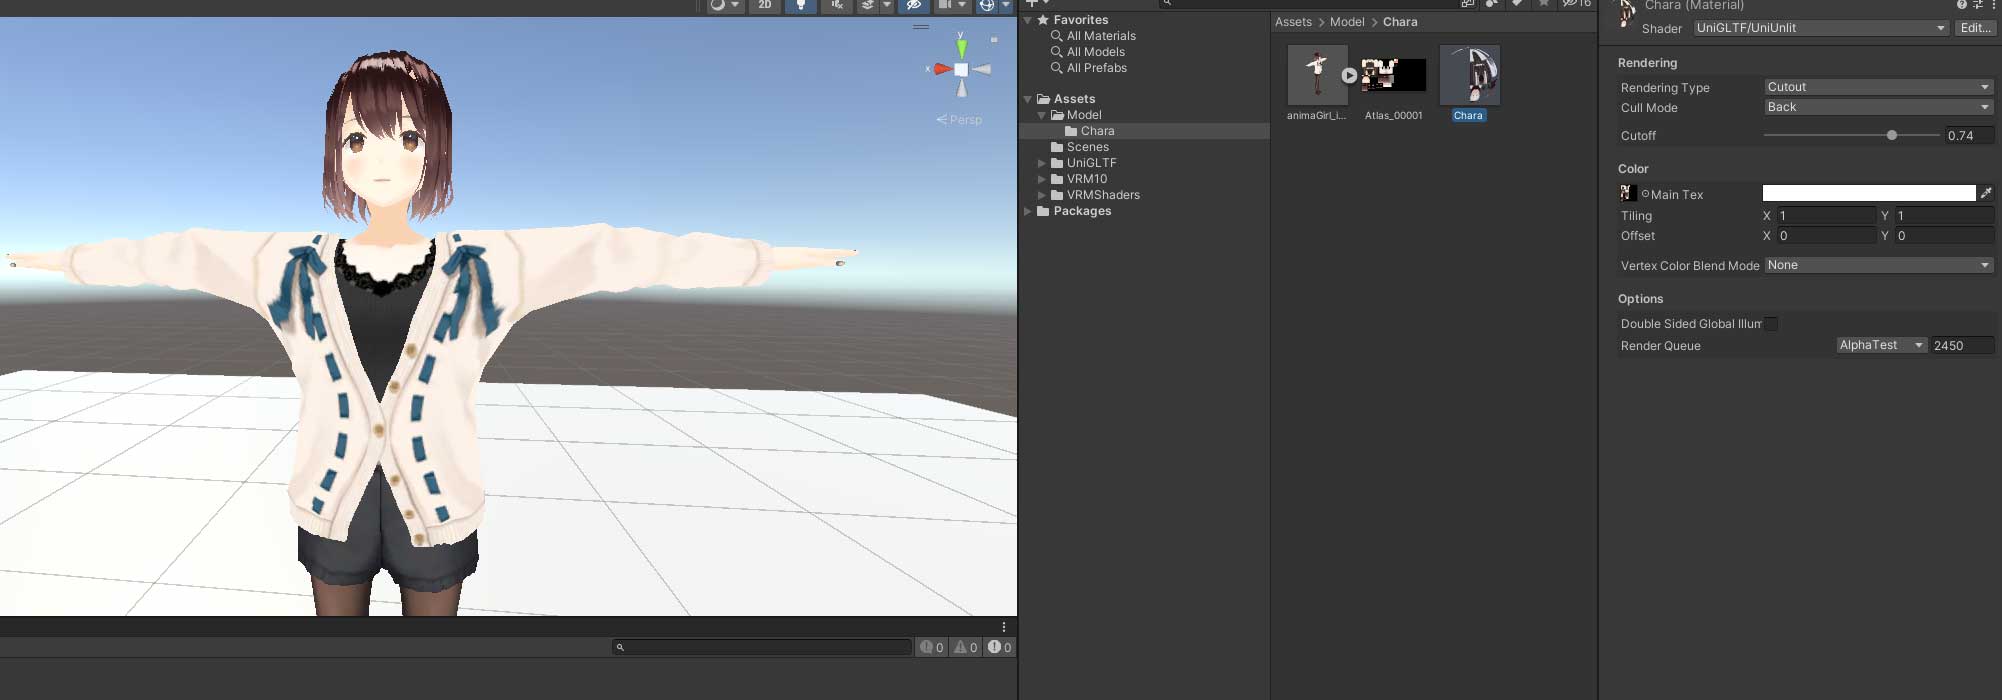 2D
16
y
x
Persp
0
0
0
Favorites
All Materials
All Models
All Prefabs
Assets
Model
Chara
Scenes
UniGLTF
VRM10
VRMShaders
Packages
Assets > Model > Chara
animaGirl_i...
Atlas_00001
Chara
Chara (Material)
Shader UniGLTF/UniUnlit Edit...
Rendering
Rendering Type Cutout
Cull Mode Back
Cutoff 0.74
Color
Main Tex
Tiling X 1 Y 1
Offset X 0 Y 0
Vertex Color Blend Mode None
Options
Double Sided Global Illum
Render Queue AlphaTest 2450